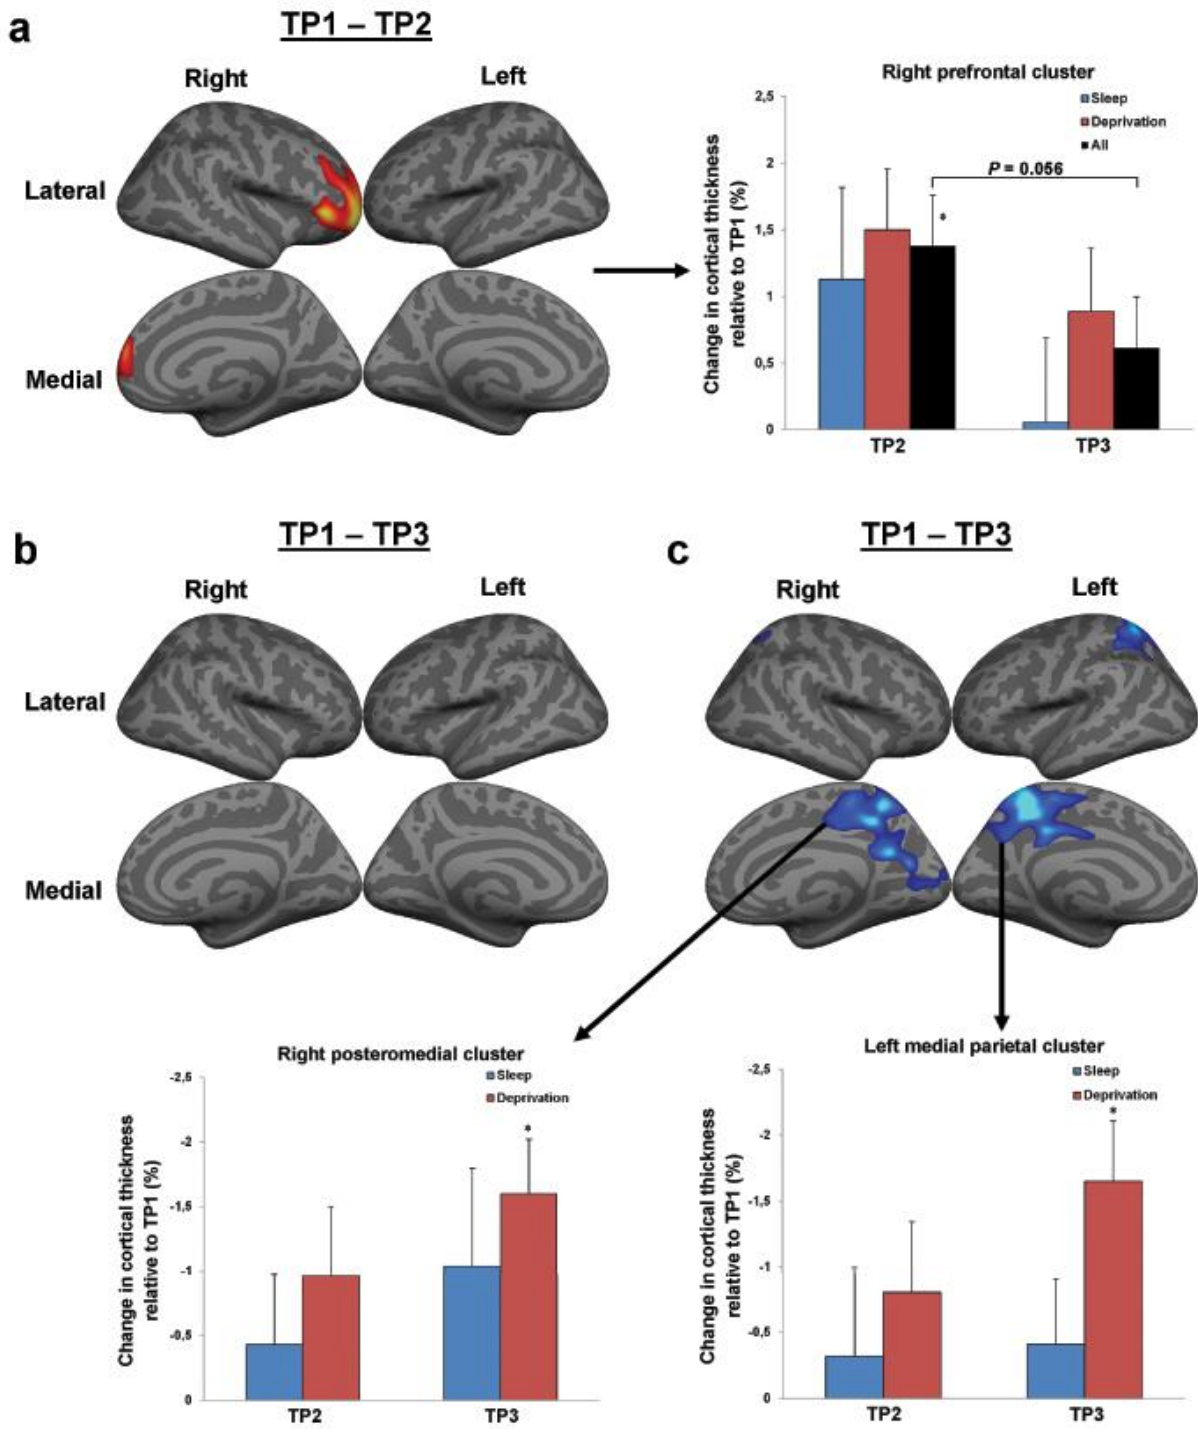 a
TP1 – TP2
Right
Left
Lateral
Medial
Right prefrontal cluster
Sleep
Deprivation
All
P = 0.056
*
Change in cortical thickness
relative to TP1 (%)
2,5
2
1,5
1
0,5
0
TP2
TP3
b
TP1 – TP3
Right
Left
Lateral
Medial
c
TP1 – TP3
Right
Left
Right posteromedial cluster
Sleep
Deprivation
*
Change in cortical thickness
relative to TP1 (%)
-2,5
-2
-1,5
-1
-0,5
0
TP2
TP3
Left medial parietal cluster
Sleep
Deprivation
*
Change in cortical thickness
relative to TP1 (%)
-2,5
-2
-1,5
-1
-0,5
0
TP2
TP3